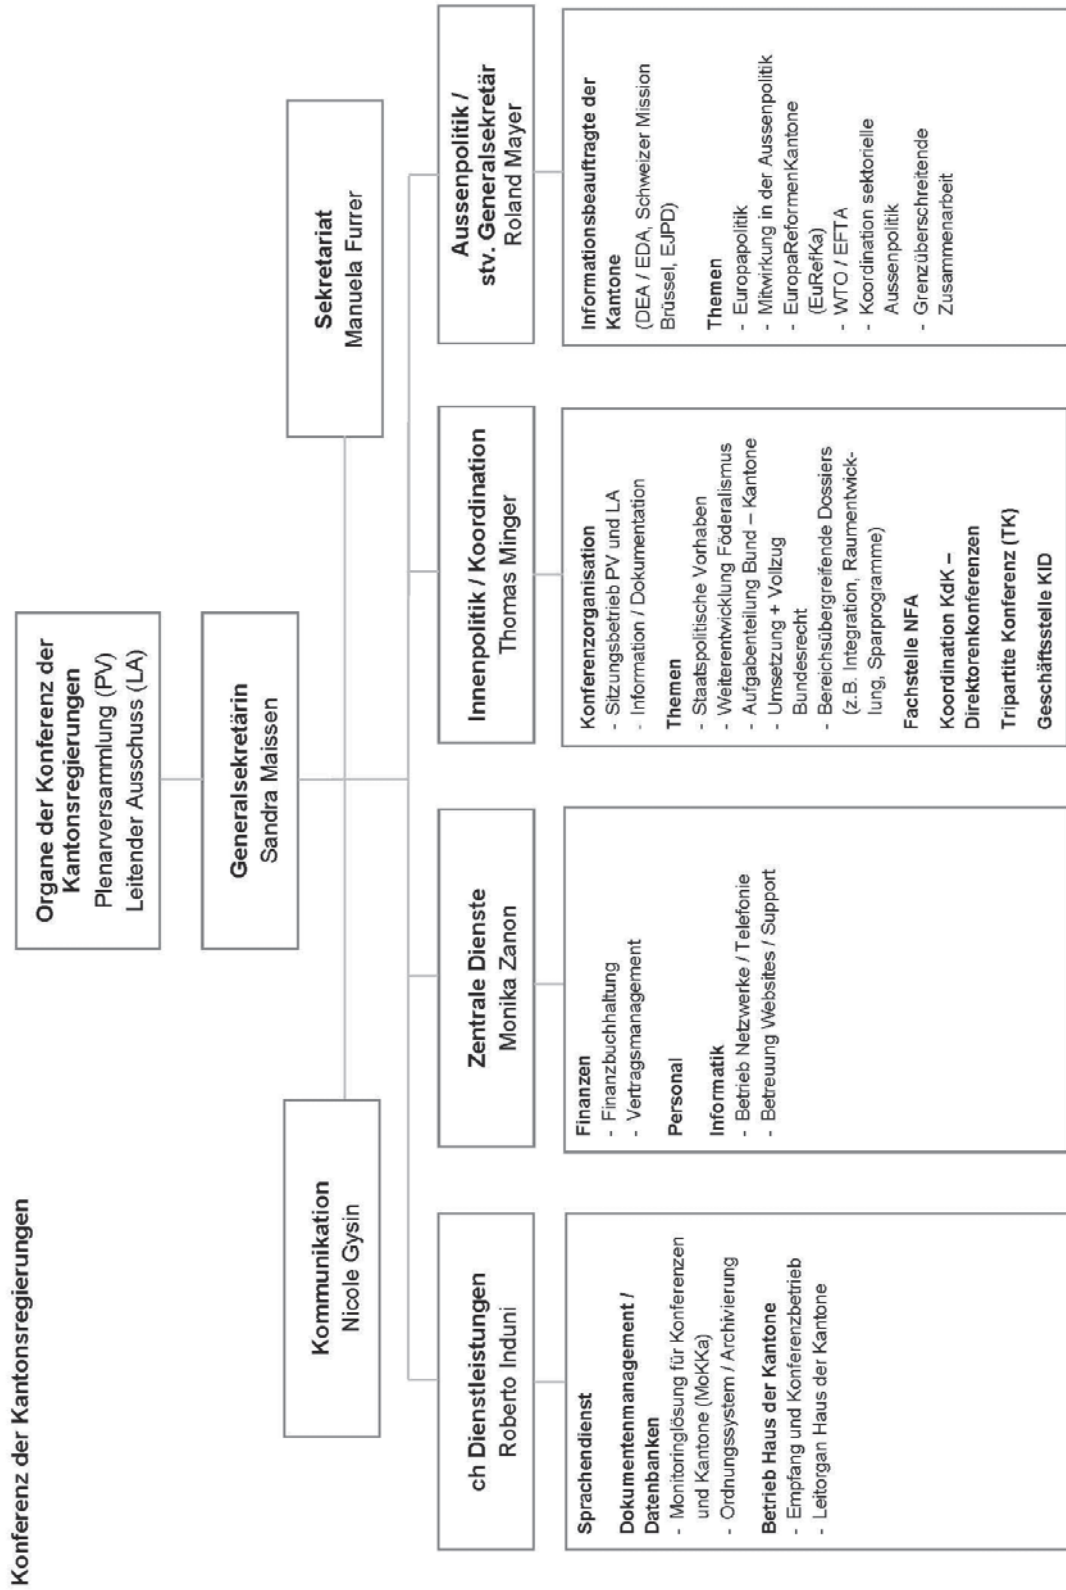 Konferenz der Kantonsregierungen
Organe der Konferenz der
Kantonsregierungen
Plenarversammlung (PV)
Leitender Ausschuss (LA)
Generalsekretärin
Sandra Maissen
Kommunikation
Nicole Gysin
Sekretariat
Manuela Furrer
ch Dienstleistungen
Roberto Induni
Zentrale Dienste
Monika Zanon
Innenpolitik / Koordination
Thomas Minger
Aussenpolitik /
stv. Generalsekretär
Roland Mayer
Sprachendienst
Dokumentenmanagement /
Datenbanken
- Monitoringlösung für Konferenzen
und Kantone (MoKKa)
- Ordnungssystem / Archivierung
Betrieb Haus der Kantone
- Empfang und Konferenzbetrieb
- Leitorgan Haus der Kantone
Finanzen
- Finanzbuchhaltung
- Vertragsmanagement
Personal
Informatik
- Betrieb Netzwerke / Telefonie
- Betreuung Websites / Support
Konferenzorganisation
- Sitzungsbetrieb PV und LA
- Information / Dokumentation
Themen
- Staatspolitische Vorhaben
- Weiterentwicklung Föderalismus
- Aufgabenteilung Bund – Kantone
- Umsetzung + Vollzug
Bundesrecht
- Bereichsübergreifende Dossiers
(z.B. Integration, Raumentwick-
lung, Sparprogramme)
Fachstelle NFA
Koordination KdK –
Direktorenkonferenzen
Tripartite Konferenz (TK)
Geschäftsstelle KID
Informationsbeauftragte der
Kantone
(DEA / EDA, Schweizer Mission
Brüssel, EJPD)
Themen
- Europapolitik
- Mitwirkung in der Aussenpolitik
- EuropaReformenKantone
(EuRefKa)
- WTO / EFTA
- Koordination sektorielle
Aussenpolitik
- Grenzüberschreitende
Zusammenarbeit